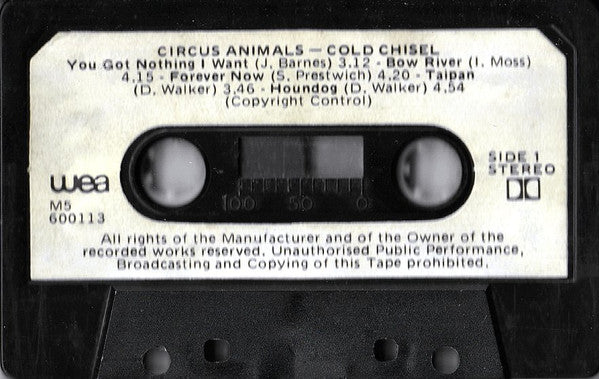 CIRCUS ANIMALS — COLD CHISEL
You Got Nothing I Want (J. Barnes) 3.12 - Bow River (I. Moss)
4.15 - Forever Now (S. Prestwich) 4.20 - Taipan
(D. Walker) 3.46 - Houndog (D. Walker) 4.54
(Copyright Control)
wea
M5
600113
SIDE 1
STEREO
100 50 0
All rights of the Manufacturer and of the Owner of the
recorded works reserved. Unauthorised Public Performance,
Broadcasting and Copying of this Tape prohibited.